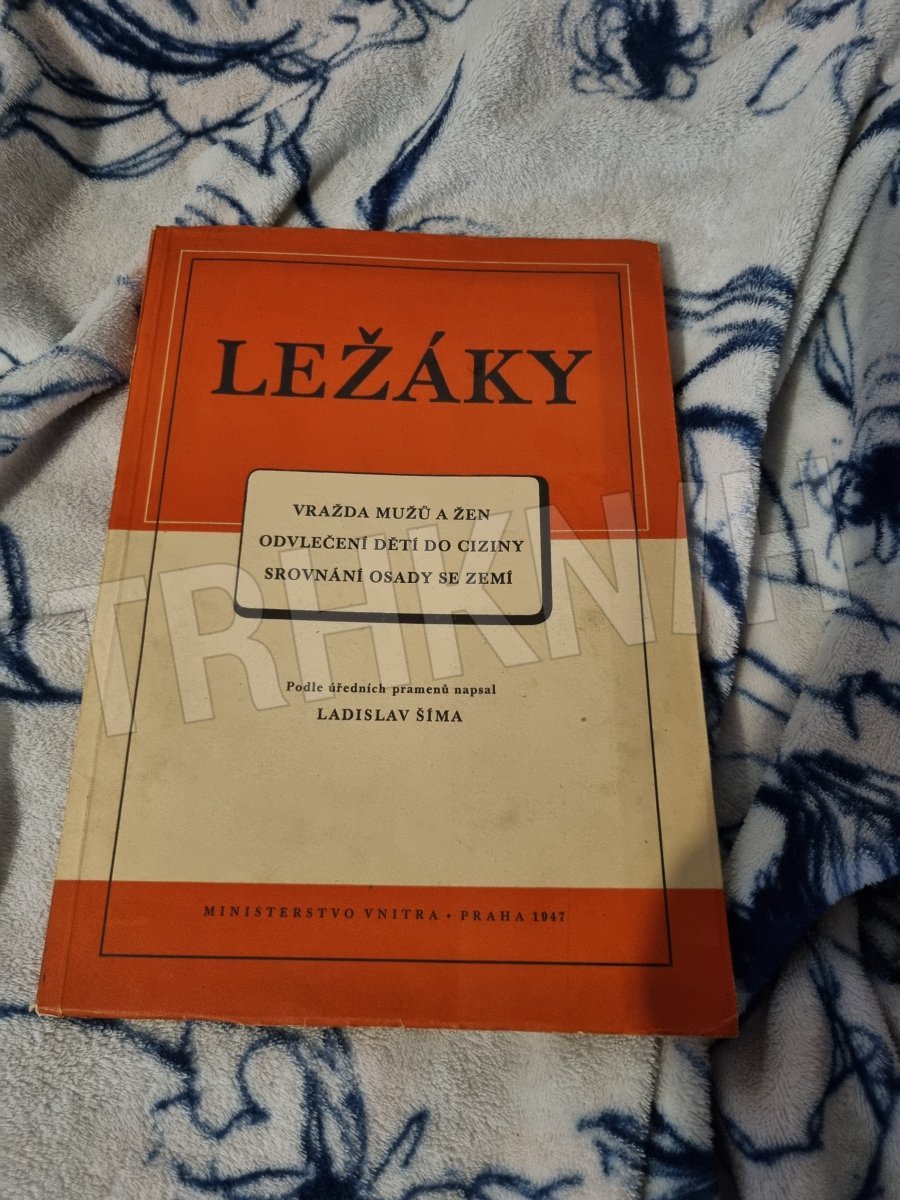 LEŽÁKY
VRAŽDA MUŽŮ A ŽEN
ODVLEČENÍ DĚTÍ DO CIZINY
SROVNÁNÍ OSADY SE ZEMÍ
TRHKNIH
Podle úředních pramenů napsal
LADISLAV ŠÍMA
MINISTERSTVO VNITRA • PRAHA 1947